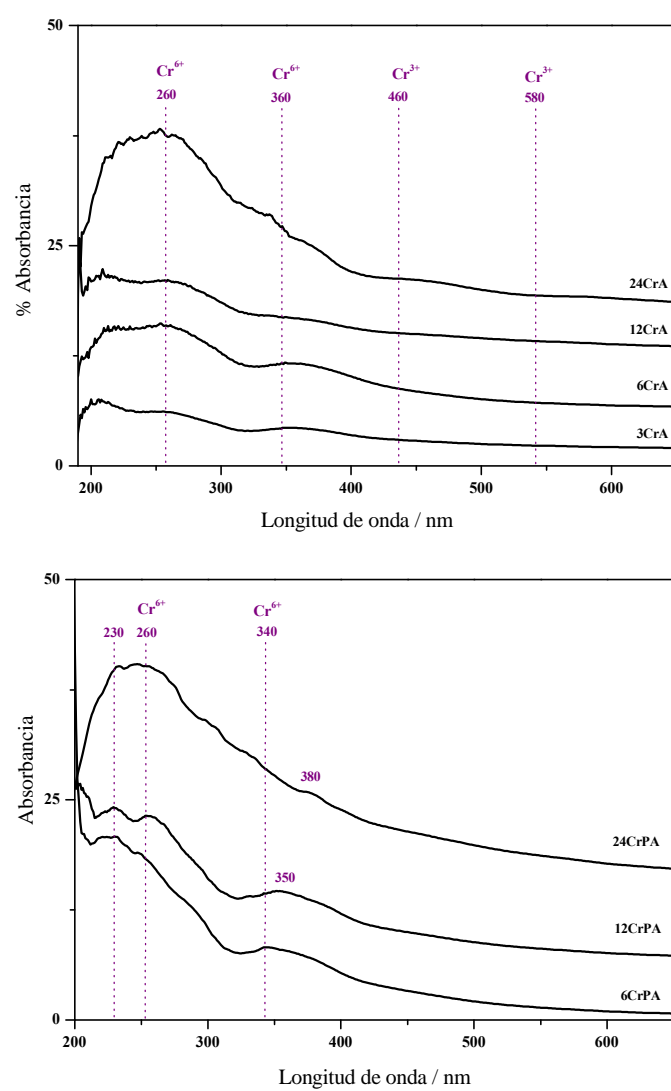 50
Cr6+ Cr6+ Cr3+ Cr3+
260 360 460 580
% Absorbancia
25
24CrA
12CrA
6CrA
3CrA
0
200 300 400 500 600
Longitud de onda / nm
50
Cr6+ Cr6+
230 260 340
Absorbancia
380
25
24CrPA
350
12CrPA
6CrPA
0
200 300 400 500 600
Longitud de onda / nm